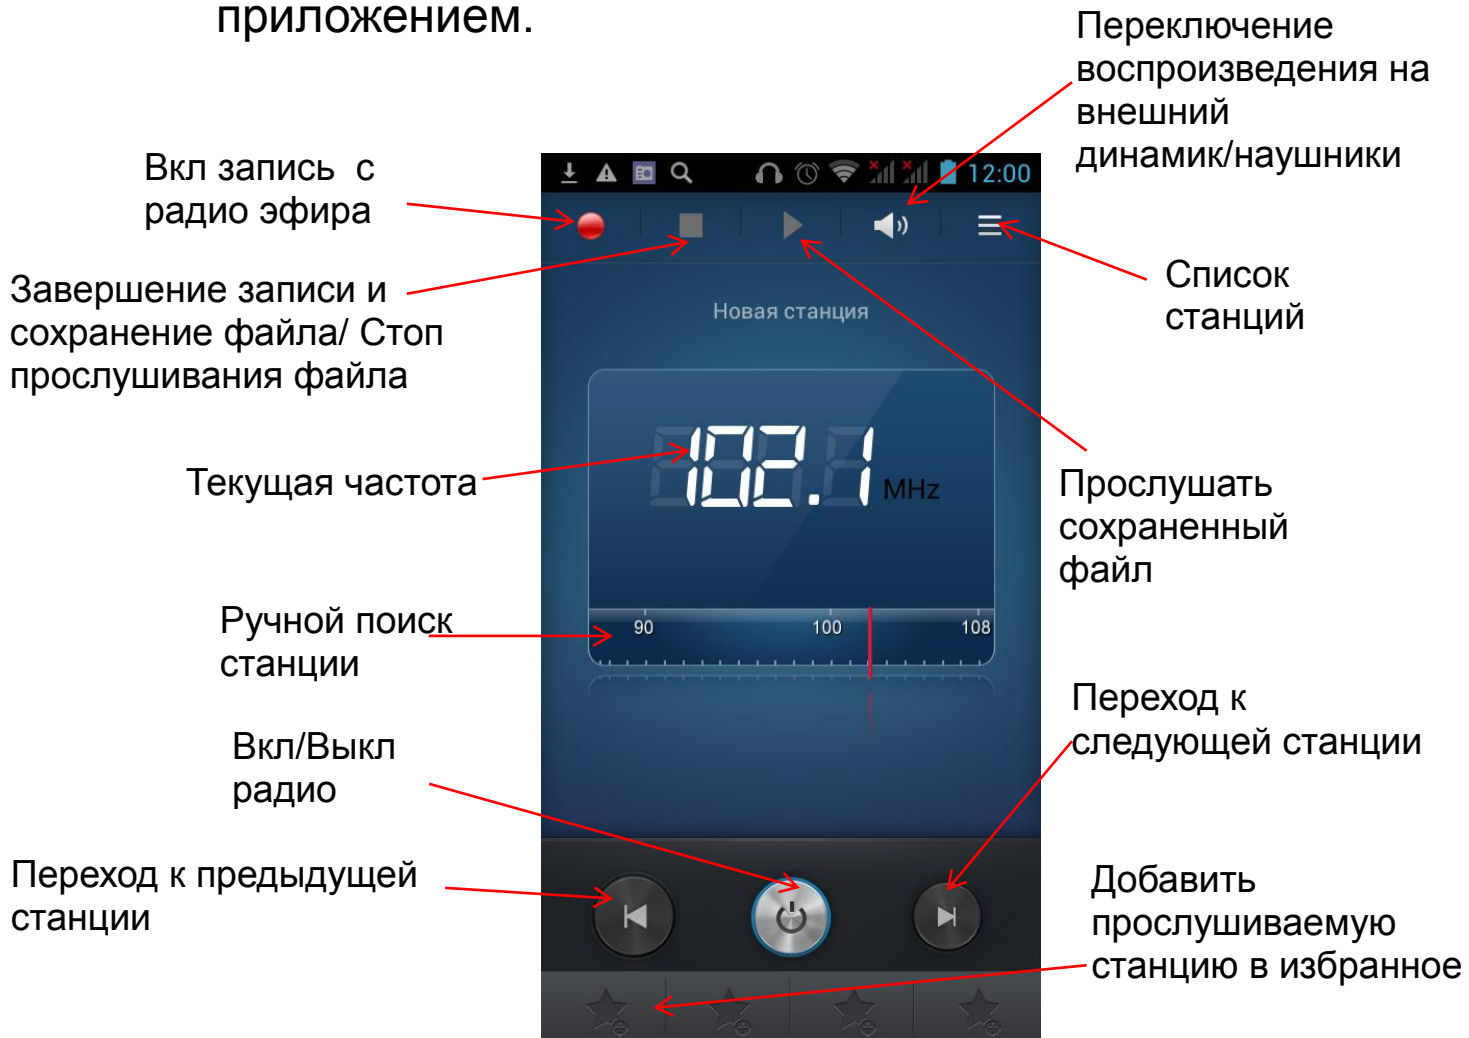 приложением.
Переключение
воспроизведения на
внешний
динамик/наушники
Вкл запись с
радио эфира
12:00
Завершение записи и
сохранение файла/ Стоп
прослушивания файла
Список
станций
Новая станция
102.1
MHz
Текущая частота
Прослушать
сохраненный
файл
Ручной поиск
станции
90 100 108
Переход к
следующей станции
Вкл/Выкл
радио
Переход к предыдущей
станции
Добавить
прослушиваемую
станцию в избранное